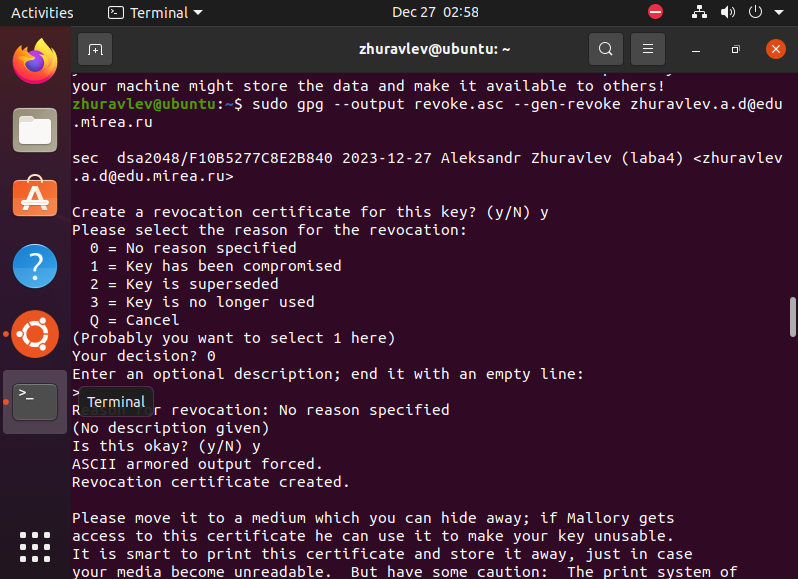 Activities
Terminal
Dec 27 02:58
zhuravlev@ubuntu: ~
your machine might store the data and make it available to others!
zhuravlev@ubuntu:~$ sudo gpg --output revoke.asc --gen-revoke zhuravlev.a.d@edu
.mirea.ru
sec dsa2048/F10B5277C8E2B840 2023-12-27 Aleksandr Zhuravlev (laba4) <zhuravlev
.a.d@edu.mirea.ru>
Create a revocation certificate for this key? (y/N) y
Please select the reason for the revocation:
0 = No reason specified
1 = Key has been compromised
2 = Key is superseded
3 = Key is no longer used
Q = Cancel
(Probably you want to select 1 here)
Your decision? 0
Enter an optional description; end it with an empty line:
>
Terminal
Reason for revocation: No reason specified
(No description given)
Is this okay? (y/N) y
ASCII armored output forced.
Revocation certificate created.
Please move it to a medium which you can hide away; if Mallory gets
access to this certificate he can use it to make your key unusable.
It is smart to print this certificate and store it away, just in case
your media become unreadable. But have some caution: The print system of